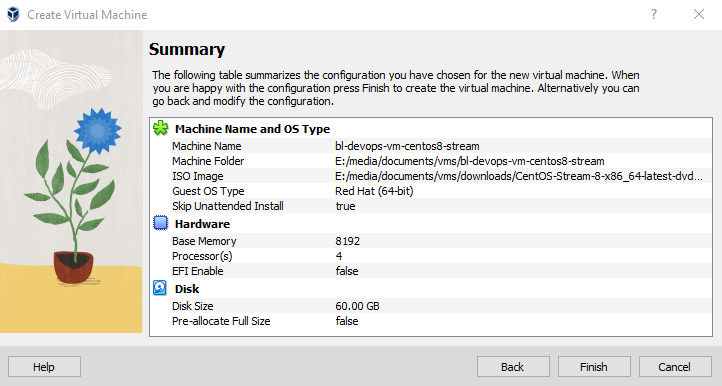 Create Virtual Machine
Summary
The following table summarizes the configuration you have chosen for the new virtual machine. When
you are happy with the configuration press Finish to create the virtual machine. Alternatively you can
go back and modify the configuration.
Machine Name and OS Type
Machine Name bl-devops-vm-centos8-stream
Machine Folder E:/media/documents/vms/bl-devops-vm-centos8-stream
ISO Image E:/media/documents/vms/downloads/CentOS-Stream-8-x86_64-latest-dvd...
Guest OS Type Red Hat (64-bit)
Skip Unattended Install true
Hardware
Base Memory 8192
Processor(s) 4
EFI Enable false
Disk
Disk Size 60.00 GB
Pre-allocate Full Size false
Help Back Finish Cancel